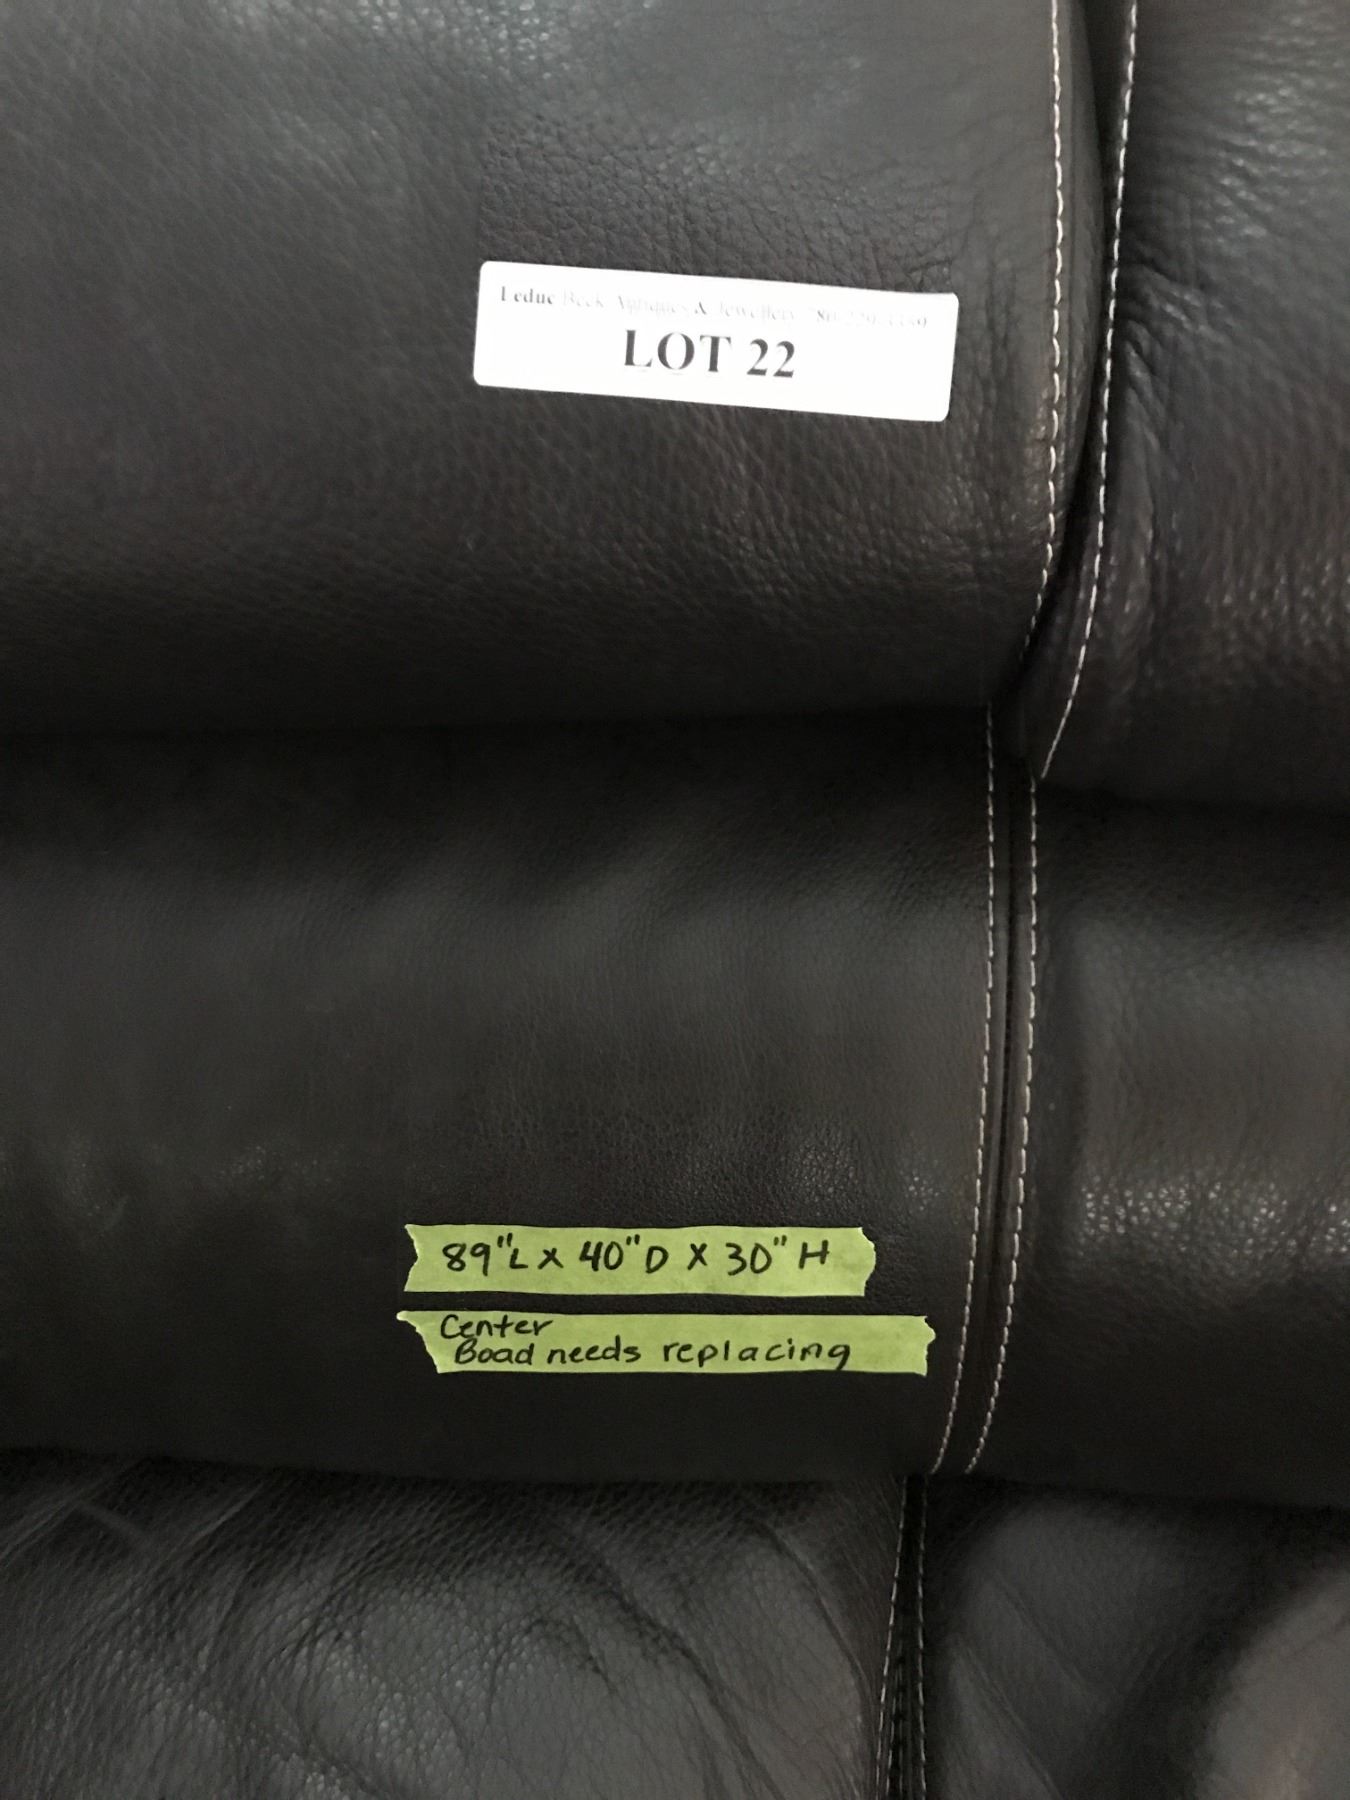 Leduc Beck Antiques & Jewellery
LOT 22
89"L x 40"D x 30"H
Center
Boad needs replacing